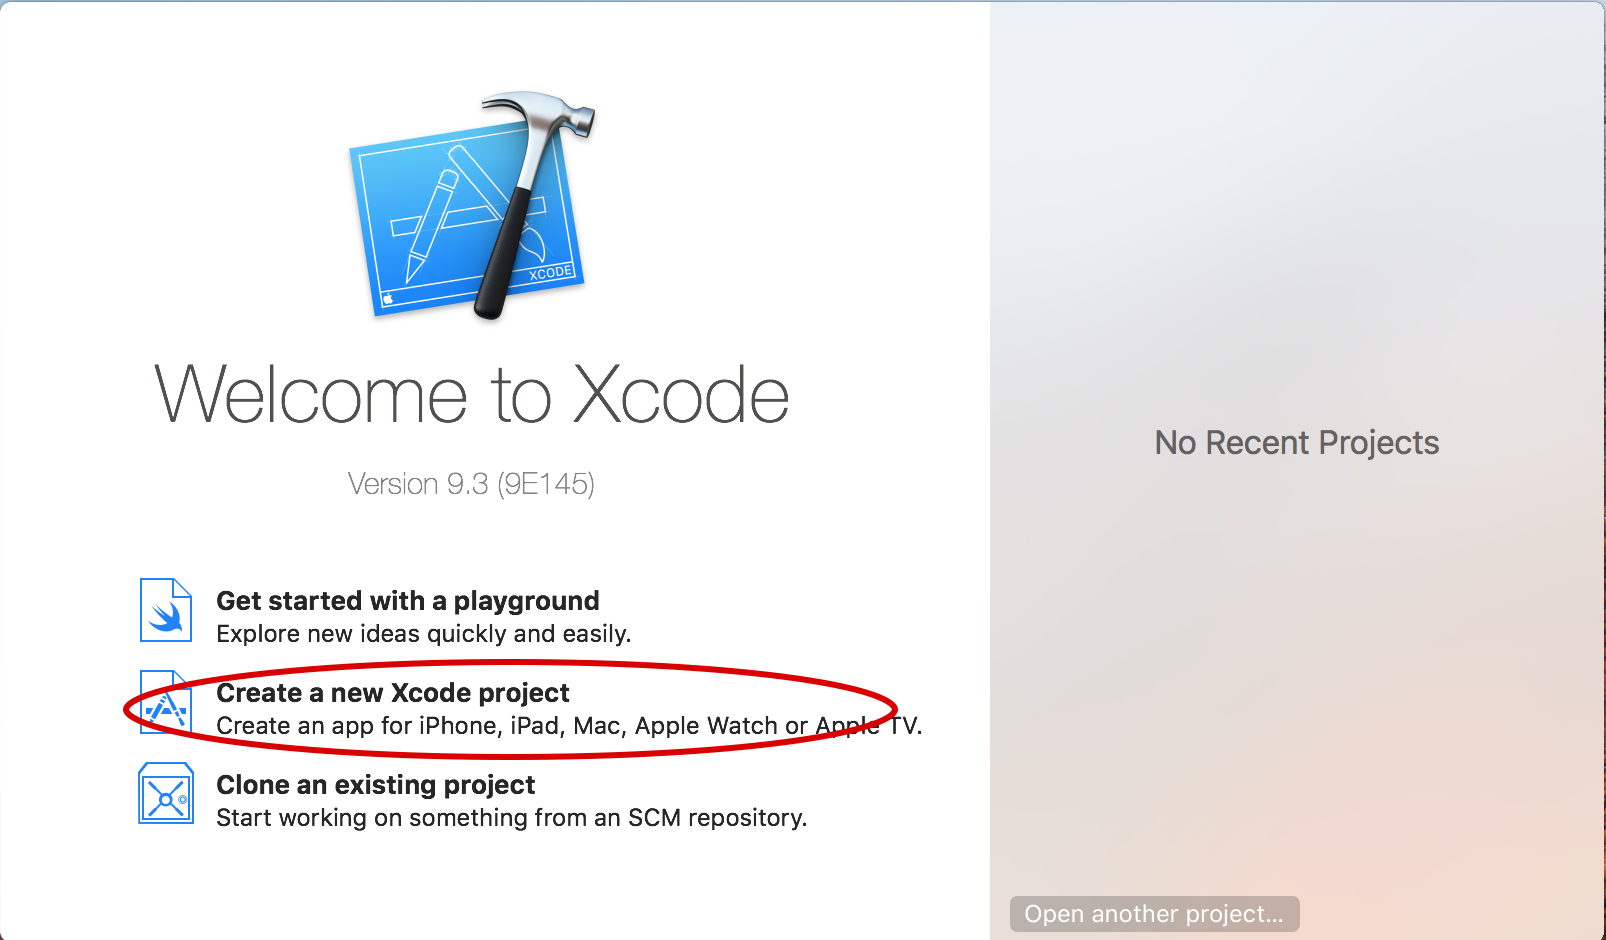 XCODE
Welcome to Xcode
Version 9.3 (9E145)
Get started with a playground
Explore new ideas quickly and easily.
Create a new Xcode project
Create an app for iPhone, iPad, Mac, Apple Watch or Apple TV.
Clone an existing project
Start working on something from an SCM repository.
No Recent Projects
Open another project...